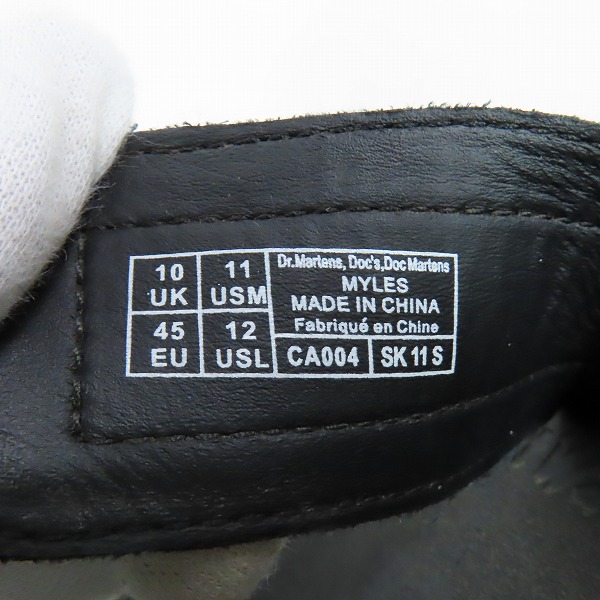 10 UK
11 USM
45 EU
12 USL
Dr.Martens, Doc's,Doc Martens
MYLES
MADE IN CHINA
Fabriqué en Chine
CA004
SK 11 S